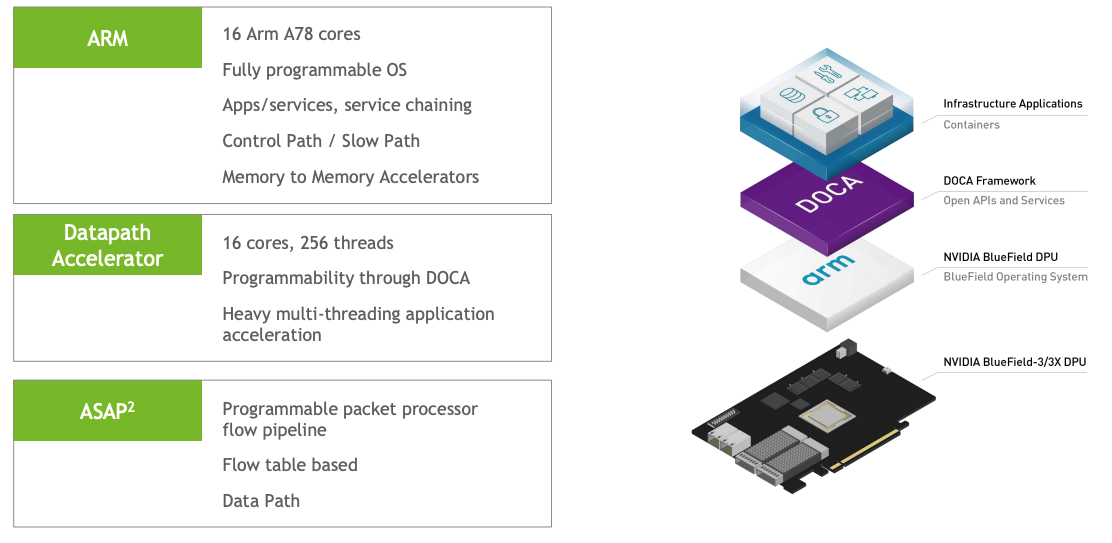 ARM
16 Arm A78 cores
Fully programmable OS
Apps/services, service chaining
Control Path / Slow Path
Memory to Memory Accelerators
Datapath
Accelerator
16 cores, 256 threads
Programmability through DOCA
Heavy multi-threading application
acceleration
ASAP²
Programmable packet processor
flow pipeline
Flow table based
Data Path
Infrastructure Applications
Containers
DOCA
DOCA Framework
Open APIs and Services
arm
NVIDIA BlueField DPU
BlueField Operating System
NVIDIA BlueField-3/3X DPU